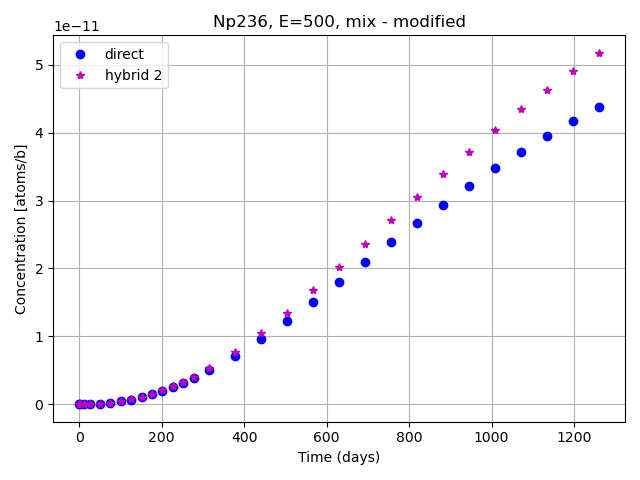 Np236, E=500, mix - modified
1e−11
direct
hybrid 2
Concentration [atoms/b]
5
4
3
2
1
0
0 200 400 600 800 1000 1200
Time (days)